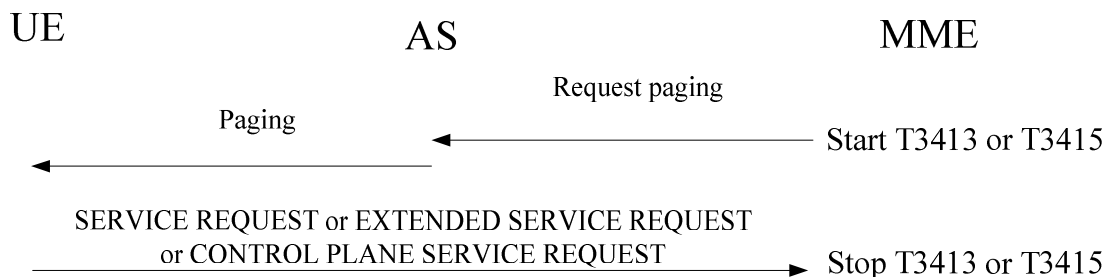 UE
AS
MME
Request paging
Paging
Start T3413 or T3415
SERVICE REQUEST or EXTENDED SERVICE REQUEST
or CONTROL PLANE SERVICE REQUEST
Stop T3413 or T3415